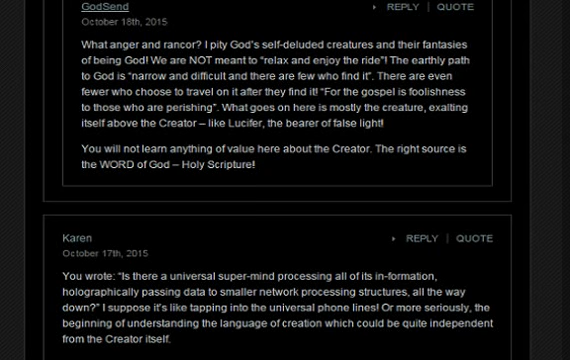 GodSend
REPLY | QUOTE
October 18th, 2015
What anger and rancor? I pity God's self-deluded creatures and their fantasies
of being God! We are NOT meant to "relax and enjoy the ride"! The earthly path
to God is "narrow and difficult and there are few who find it". There are even
fewer who choose to travel on it after they find it! "For the gospel is foolishness
to those who are perishing". What goes on here is mostly the creature, exalting
itself above the Creator – like Lucifer, the bearer of false light!
You will not learn anything of value here about the Creator. The right source is
the WORD of God – Holy Scripture!
Karen
REPLY | QUOTE
October 17th, 2015
You wrote: "Is there a universal super-mind processing all of its in-formation,
holographically passing data to smaller network processing structures, all the way
down?" I suppose it's like tapping into the universal phone lines! Or more seriously, the
beginning of understanding the language of creation which could be quite independent
from the Creator itself.